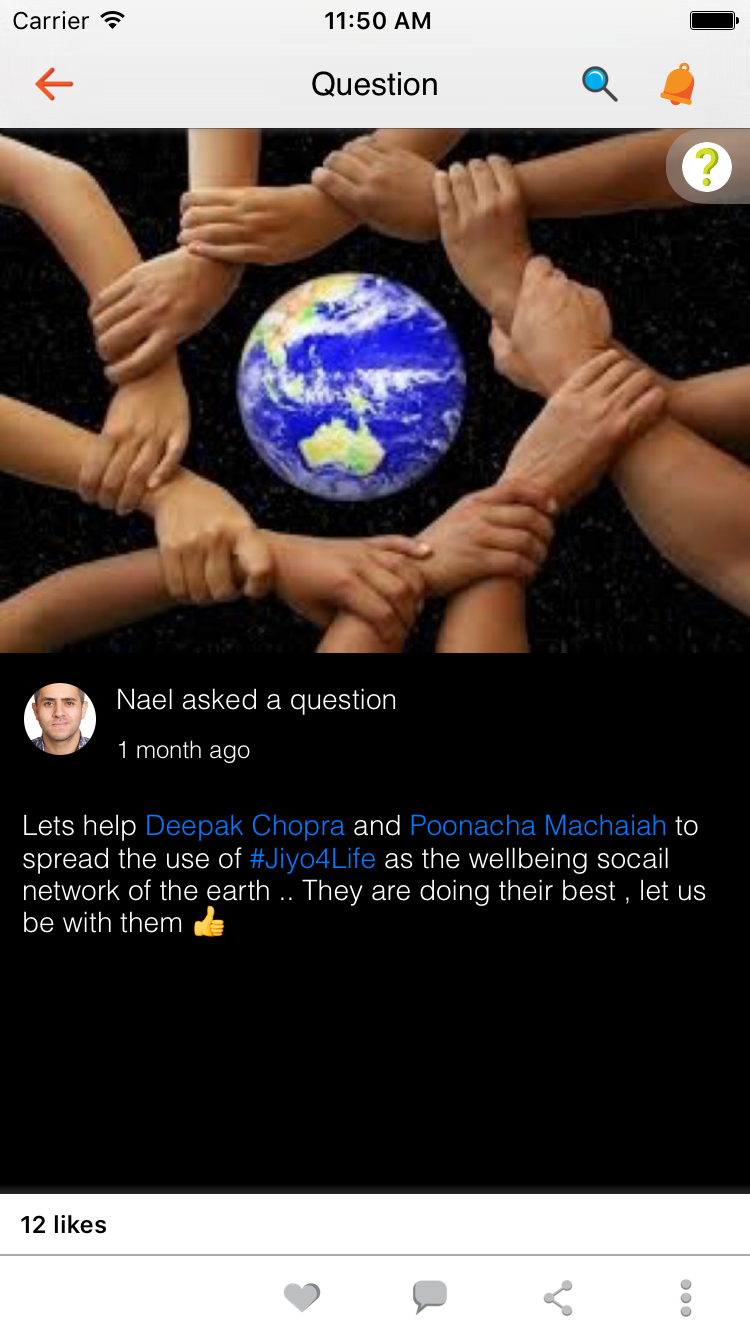 Carrier 11:50 AM
Question
?
Nael asked a question
1 month ago
Lets help Deepak Chopra and Poonacha Machaiah to
spread the use of #Jiyo4Life as the wellbeing socail
network of the earth .. They are doing their best , let us
be with them 👍
12 likes